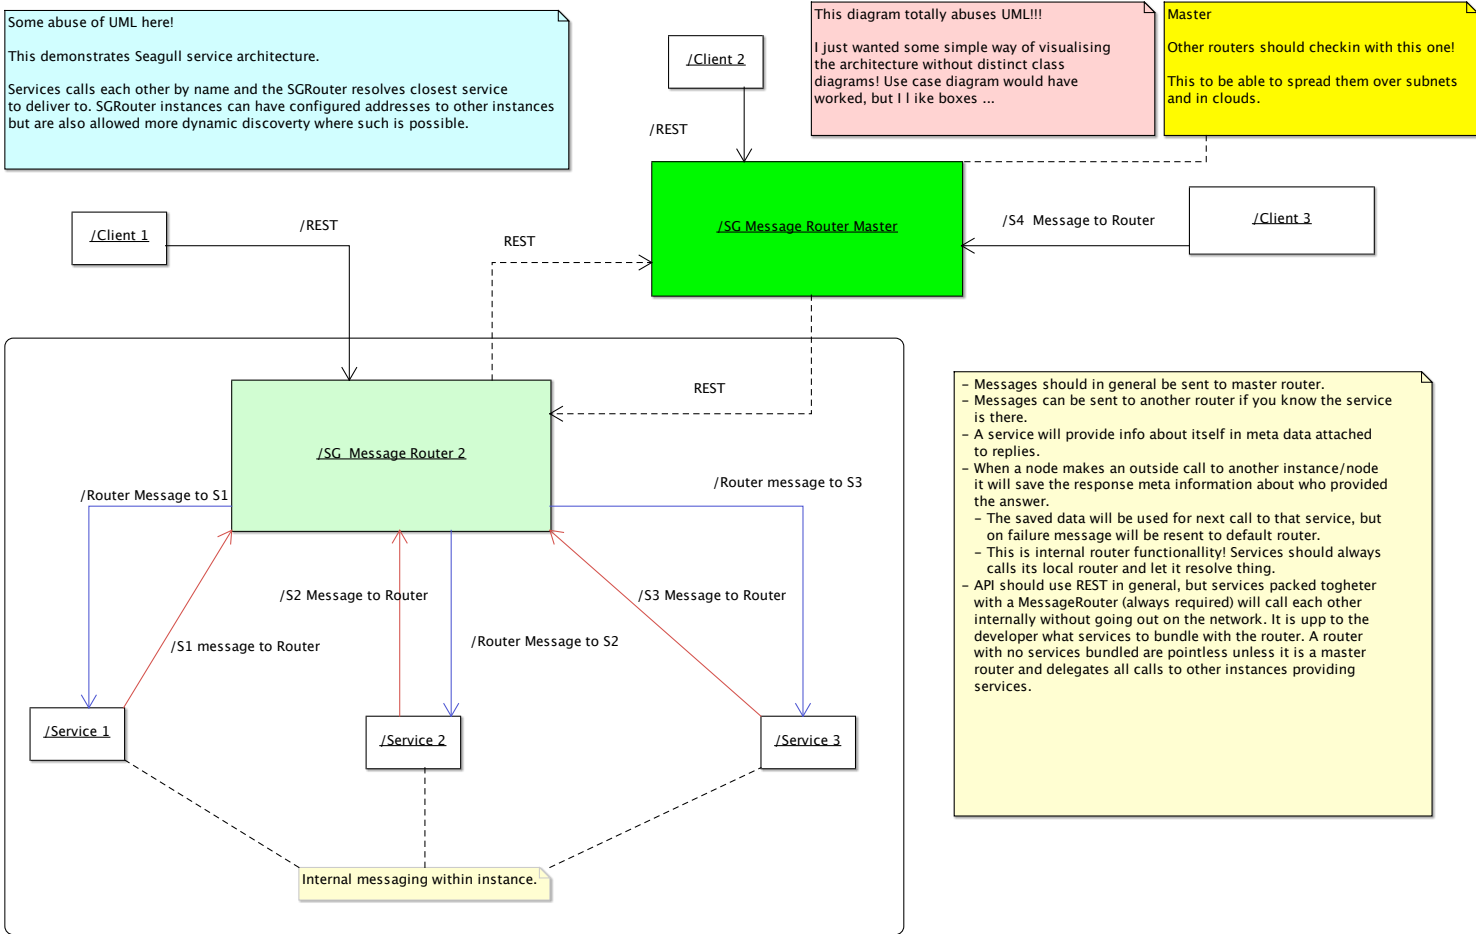 Some abuse of UML here!
This demonstrates Seagull service architecture.
Services calls each other by name and the SGRouter resolves closest service
to deliver to. SGRouter instances can have configured addresses to other instances
but are also allowed more dynamic discoverty where such is possible.
/Client 2
This diagram totally abuses UML!!!
I just wanted some simple way of visualising
the architecture without distinct class
diagrams! Use case diagram would have
worked, but I l ike boxes ...
Master
Other routers should checkin with this one!
This to be able to spread them over subnets
and in clouds.
/REST
/Client 1
/REST
REST
/SG Message Router Master
/S4  Message to Router
/Client 3
REST
/SG  Message Router 2
/Router Message to S1
/Router message to S3
/S2 Message to Router
/S3 Message to Router
/S1 message to Router
/Router Message to S2
/Service 1
/Service 2
/Service 3
Internal messaging within instance.
- Messages should in general be sent to master router.
- Messages can be sent to another router if you know the service
is there.
- A service will provide info about itself in meta data attached
to replies.
- When a node makes an outside call to another instance/node
it will save the response meta information about who provided
the answer.
- The saved data will be used for next call to that service, but
on failure message will be resent to default router.
- This is internal router functionallity! Services should always
calls its local router and let it resolve thing.
- API should use REST in general, but services packed togheter
with a MessageRouter (always required) will call each other
internally without going out on the network. It is upp to the
developer what services to bundle with the router. A router
with no services bundled are pointless unless it is a master
router and delegates all calls to other instances providing
services.